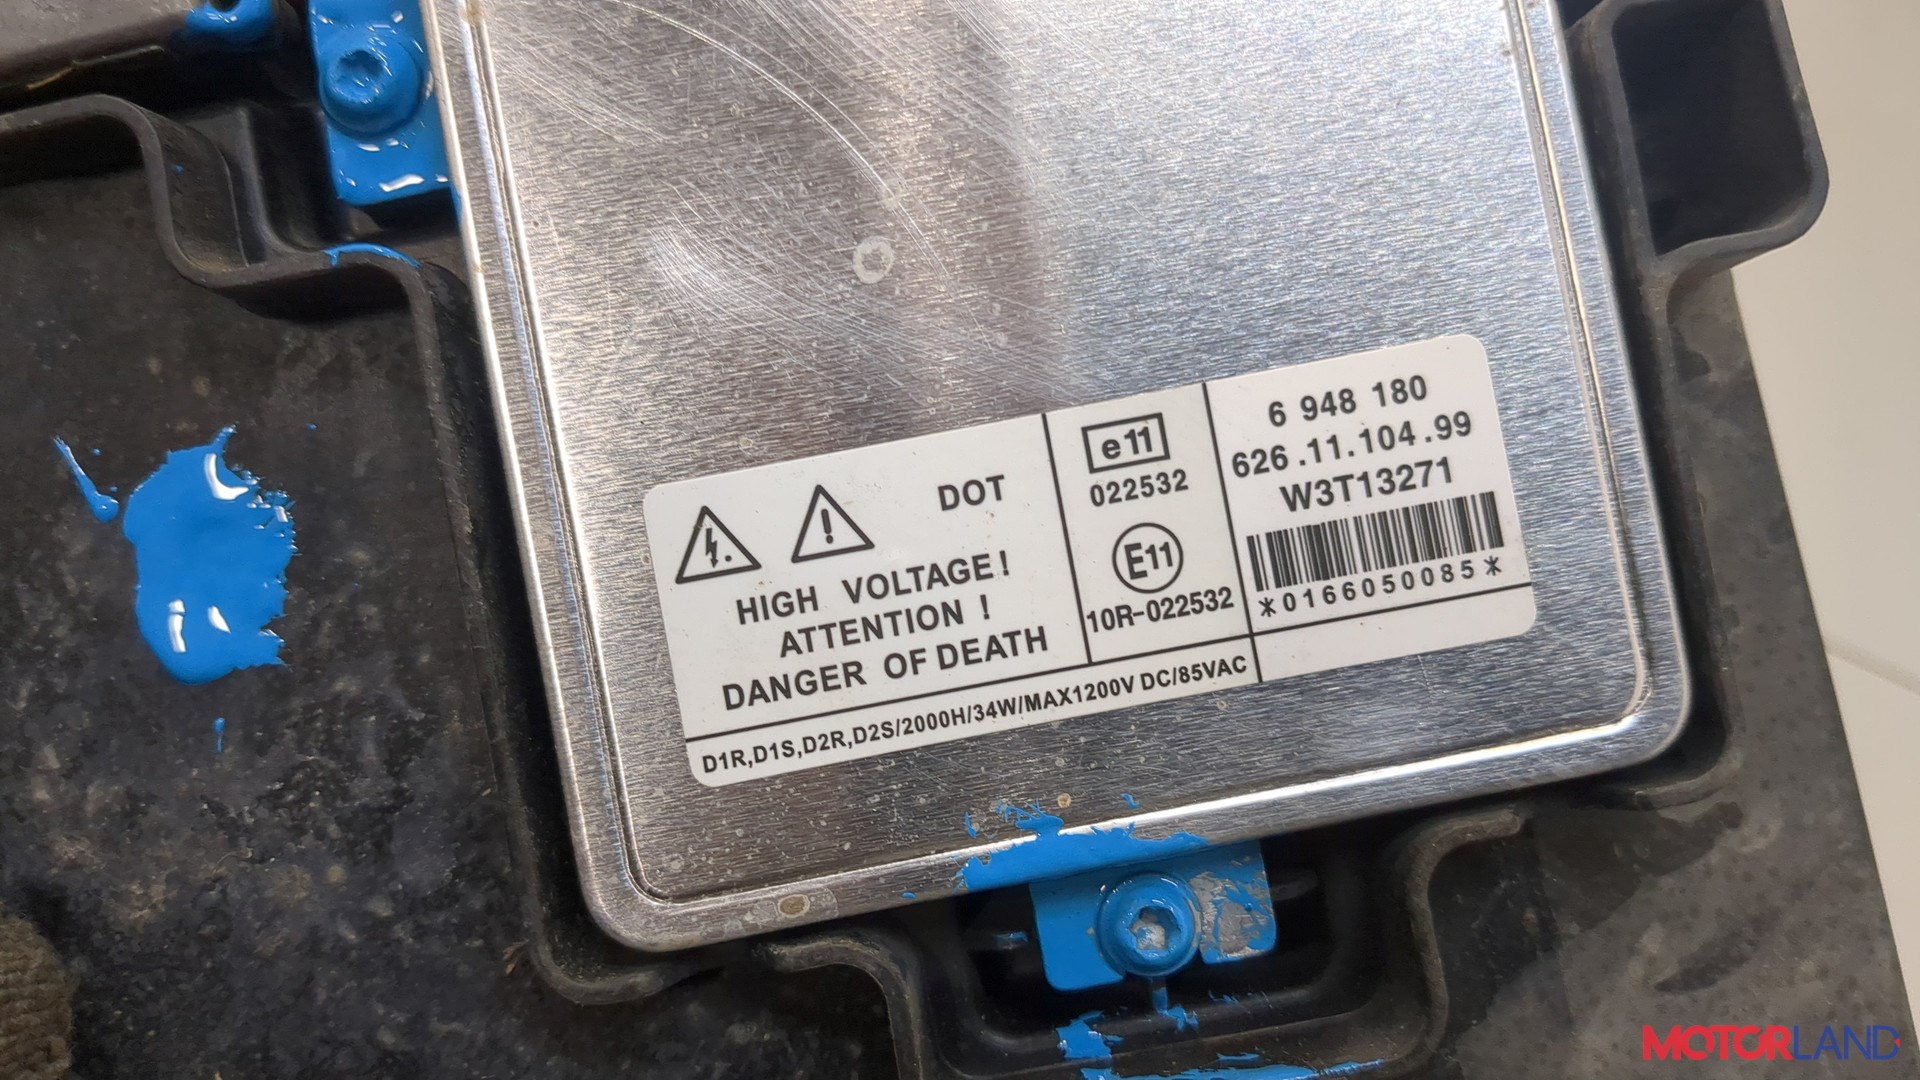 DOT
HIGH VOLTAGE!
ATTENTION !
DANGER OF DEATH
e11
022532
E11
10R-022532
6 948 180
626.11.104.99
W3T13271
*0166050085*
D1R,D1S,D2R,D2S/2000H/34W/MAX1200V DC/85VAC
MOTORLAND